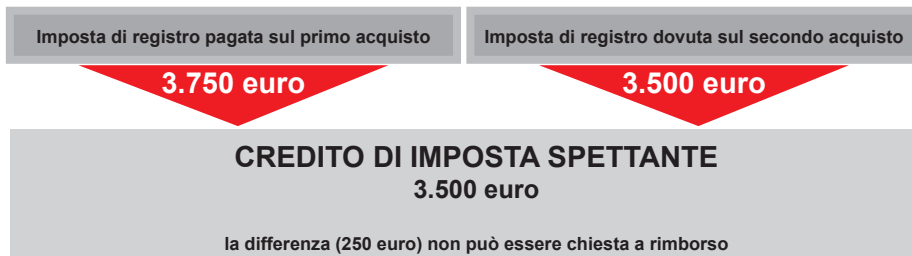 Imposta di registro pagata sul primo acquisto
Imposta di registro dovuta sul secondo acquisto
3.750 euro
3.500 euro
CREDITO DI IMPOSTA SPETTANTE
3.500 euro
la differenza (250 euro) non può essere chiesta a rimborso